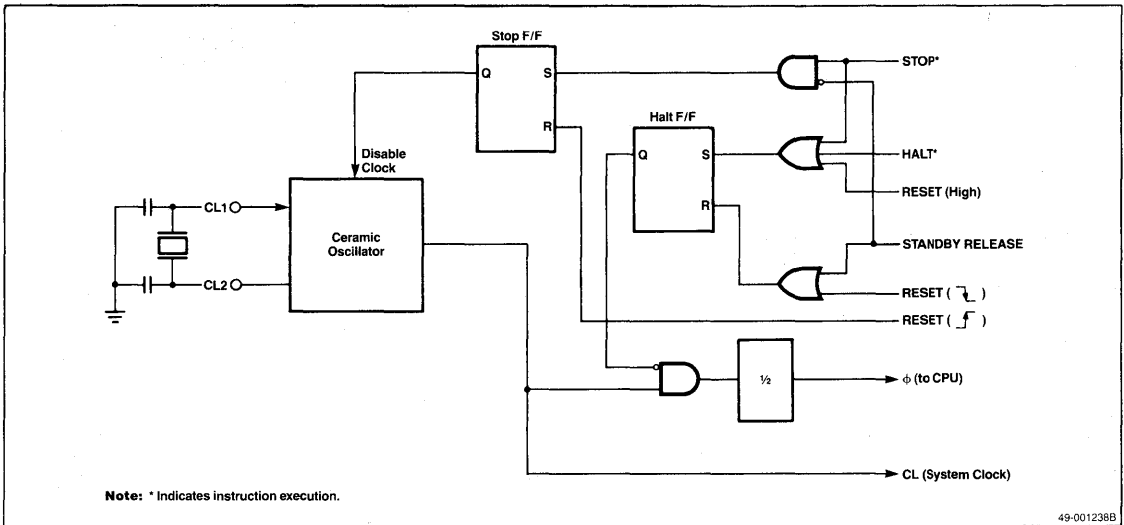 Stop F/F
Q
S
R
STOP*
Halt F/F
Q
S
R
HALT*
RESET (High)
Disable
Clock
CL1
Ceramic
Oscillator
CL2
STANDBY RELEASE
RESET ( )
RESET ( )
½
φ (to CPU)
CL (System Clock)
Note: * Indicates instruction execution.
49-001238B